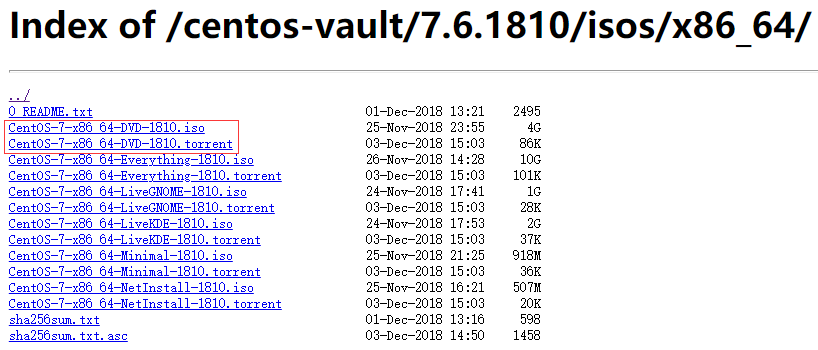 Index of /centos-vault/7.6.1810/isos/x86_64/
../
0_README.txt 01-Dec-2018 13:21 2495
CentOS-7-x86_64-DVD-1810.iso 25-Nov-2018 23:55 4G
CentOS-7-x86_64-DVD-1810.torrent 03-Dec-2018 15:03 86K
CentOS-7-x86_64-Everything-1810.iso 26-Nov-2018 14:28 10G
CentOS-7-x86_64-Everything-1810.torrent 03-Dec-2018 15:03 101K
CentOS-7-x86_64-LiveGNOME-1810.iso 24-Nov-2018 17:41 1G
CentOS-7-x86_64-LiveGNOME-1810.torrent 03-Dec-2018 15:03 28K
CentOS-7-x86_64-LiveKDE-1810.iso 24-Nov-2018 17:53 2G
CentOS-7-x86_64-LiveKDE-1810.torrent 03-Dec-2018 15:03 37K
CentOS-7-x86_64-Minimal-1810.iso 25-Nov-2018 21:25 918M
CentOS-7-x86_64-Minimal-1810.torrent 03-Dec-2018 15:03 36K
CentOS-7-x86_64-NetInstall-1810.iso 25-Nov-2018 16:21 507M
CentOS-7-x86_64-NetInstall-1810.torrent 03-Dec-2018 15:03 20K
sha256sum.txt 01-Dec-2018 13:16 598
sha256sum.txt.asc 03-Dec-2018 14:50 1458